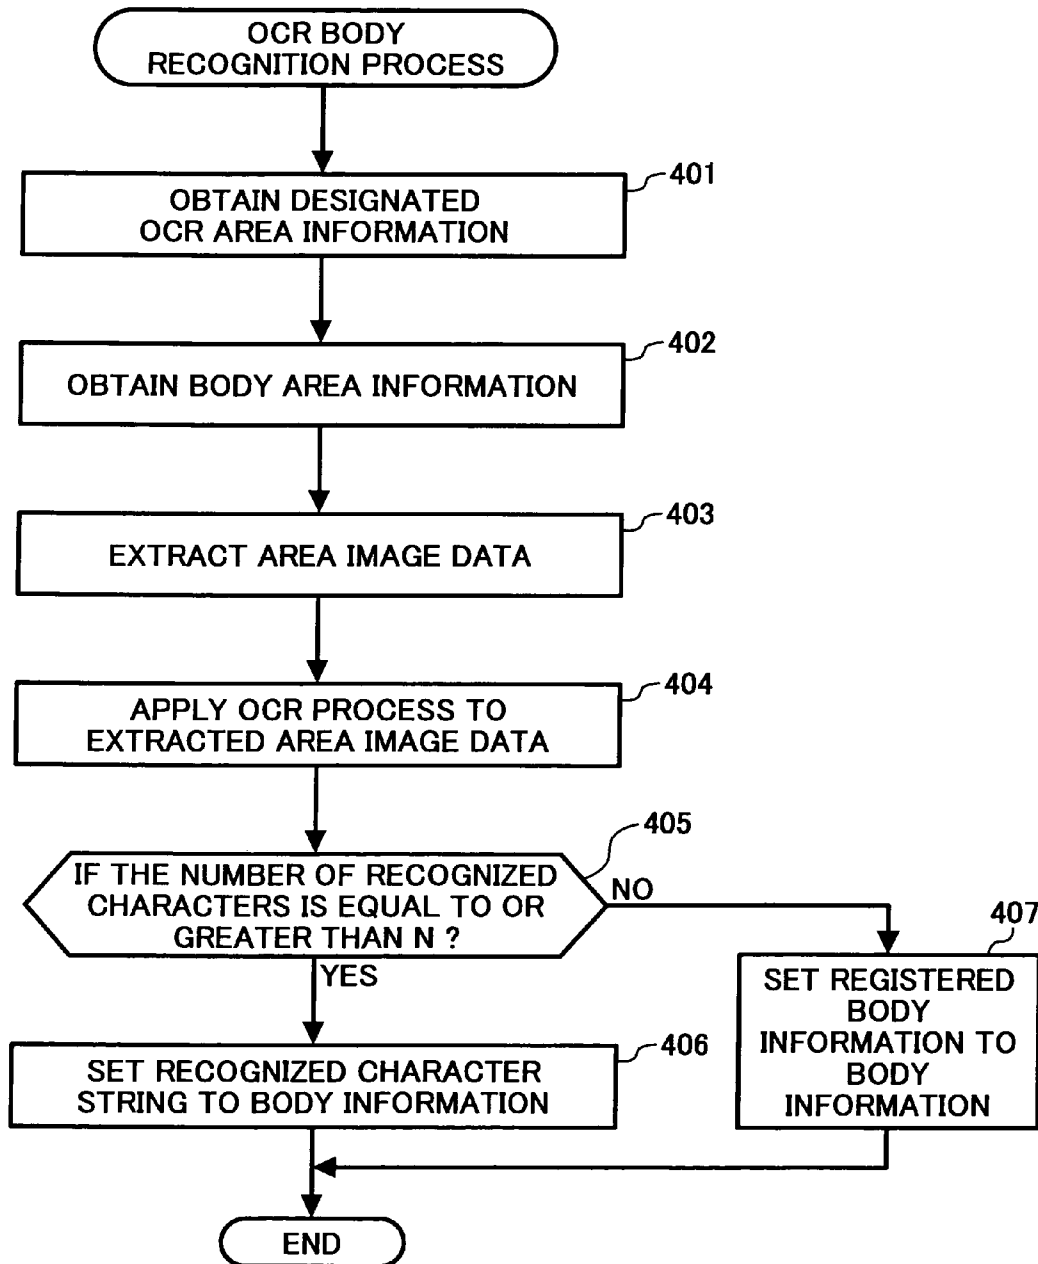 OCR BODY
RECOGNITION PROCESS
401
OBTAIN DESIGNATED
OCR AREA INFORMATION
402
OBTAIN BODY AREA INFORMATION
403
EXTRACT AREA IMAGE DATA
404
APPLY OCR PROCESS TO
EXTRACTED AREA IMAGE DATA
405
IF THE NUMBER OF RECOGNIZED
CHARACTERS IS EQUAL TO OR
GREATER THAN N ?
NO
YES
407
SET REGISTERED
BODY
INFORMATION TO
BODY
INFORMATION
406
SET RECOGNIZED CHARACTER
STRING TO BODY INFORMATION
END